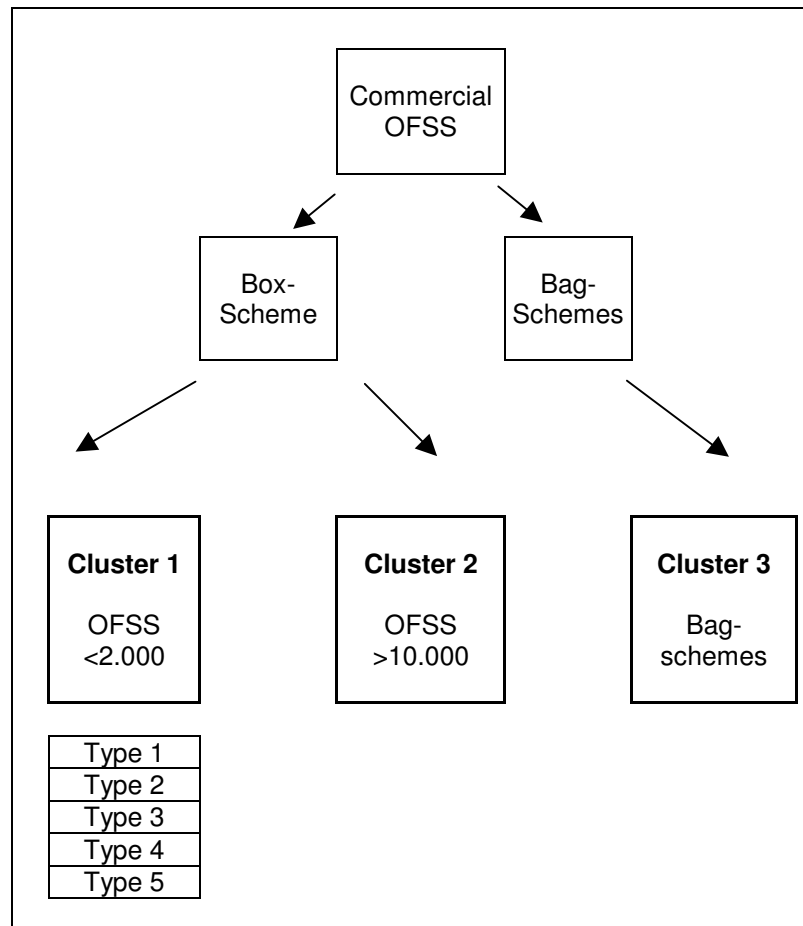 Commercial
OFSS
Box-
Scheme
Bag-
Schemes
Cluster 1
OFSS
<2.000
Cluster 2
OFSS
>10.000
Cluster 3
Bag-
schemes
Type 1
Type 2
Type 3
Type 4
Type 5